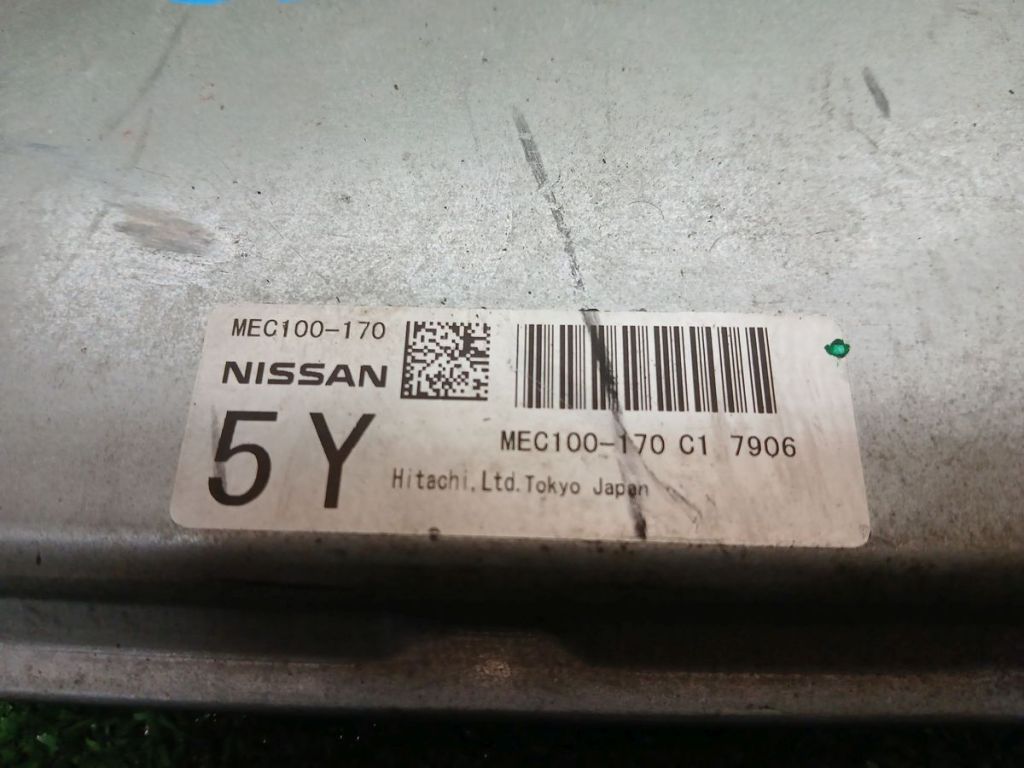 MEC100-170
NISSAN
5Y
MEC100-170 C1 7906
Hitachi,Ltd.Tokyo Japan